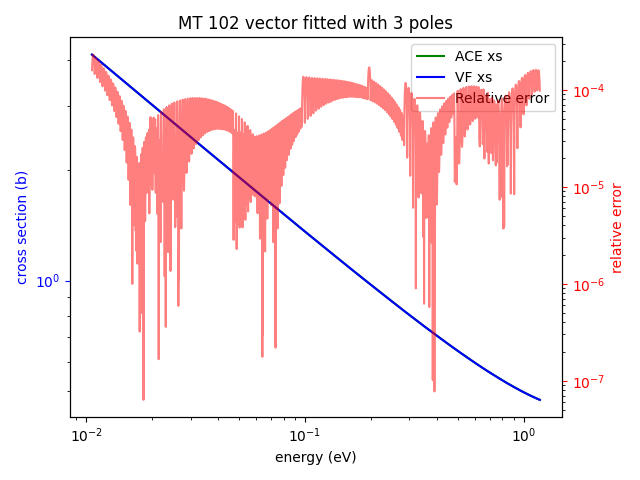 MT 102 vector fitted with 3 poles
ACE xs
VF xs
Relative error
cross section (b)
10⁰
10⁻⁴
10⁻⁵
10⁻⁶
10⁻⁷
relative error
10⁻² 10⁻¹ 10⁰
energy (eV)